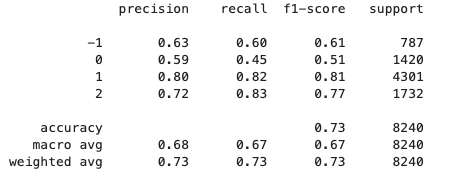 precision recall f1-score support
-1 0.63 0.60 0.61 787
0 0.59 0.45 0.51 1420
1 0.80 0.82 0.81 4301
2 0.72 0.83 0.77 1732
accuracy 0.73 8240
macro avg 0.68 0.67 0.67 8240
weighted avg 0.73 0.73 0.73 8240